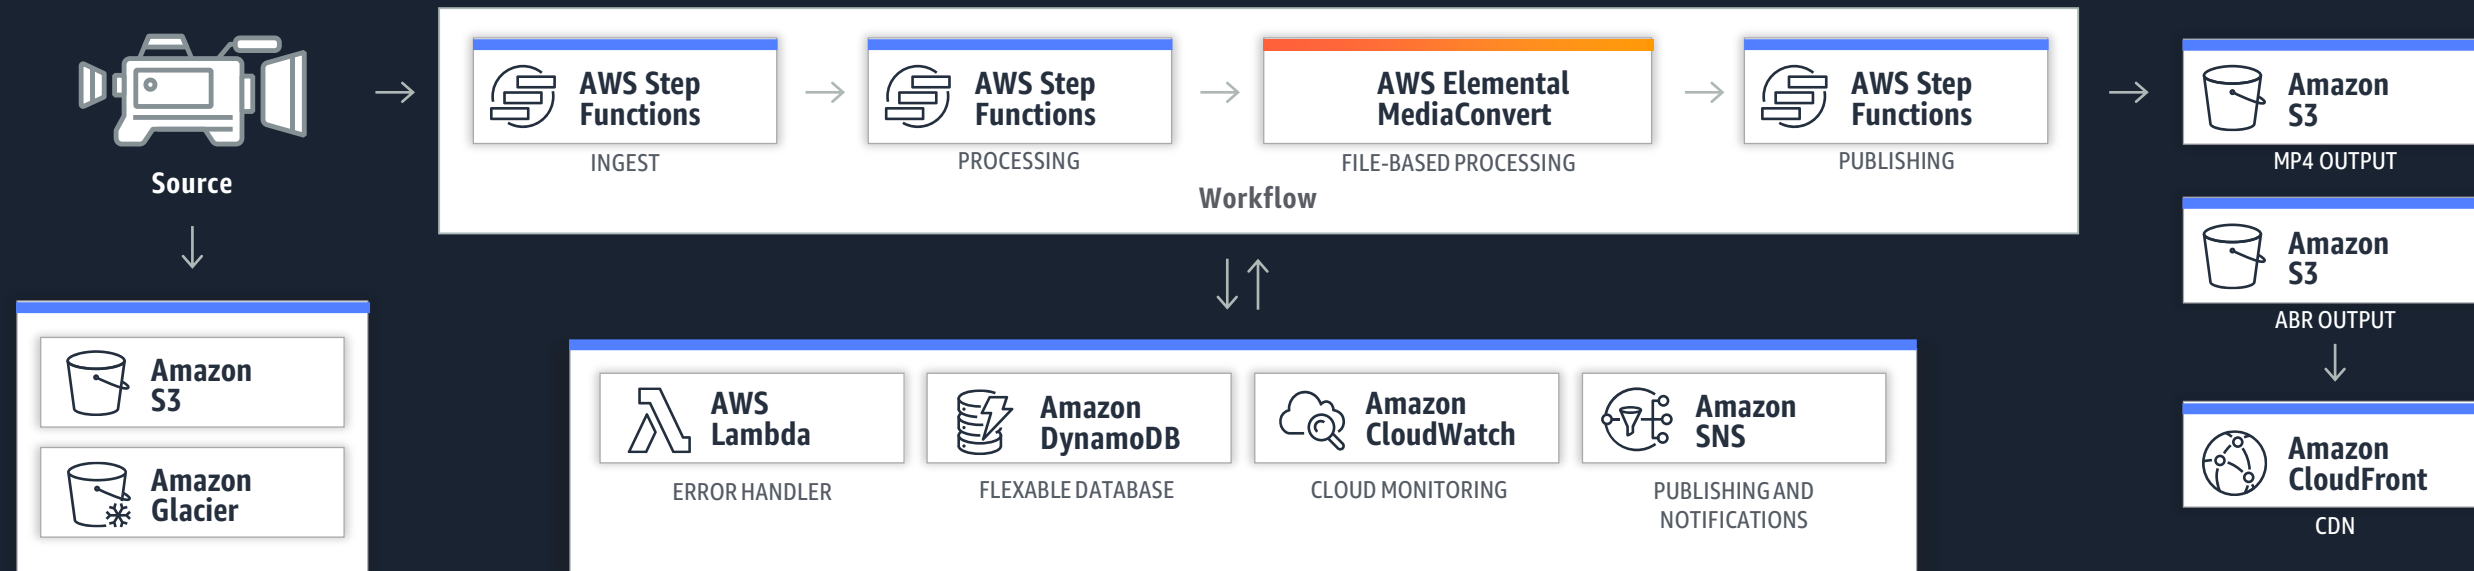 Source
AWS Step
Functions
INGEST
AWS Step
Functions
PROCESSING
AWS Elemental
MediaConvert
FILE-BASED PROCESSING
AWS Step
Functions
PUBLISHING
Workflow
Amazon
S3
MP4 OUTPUT
Amazon
S3
ABR OUTPUT
Amazon
CloudFront
CDN
Amazon
S3
Amazon
Glacier
AWS
Lambda
ERROR HANDLER
Amazon
DynamoDB
FLEXABLE DATABASE
Amazon
CloudWatch
CLOUD MONITORING
Amazon
SNS
PUBLISHING AND
NOTIFICATIONS